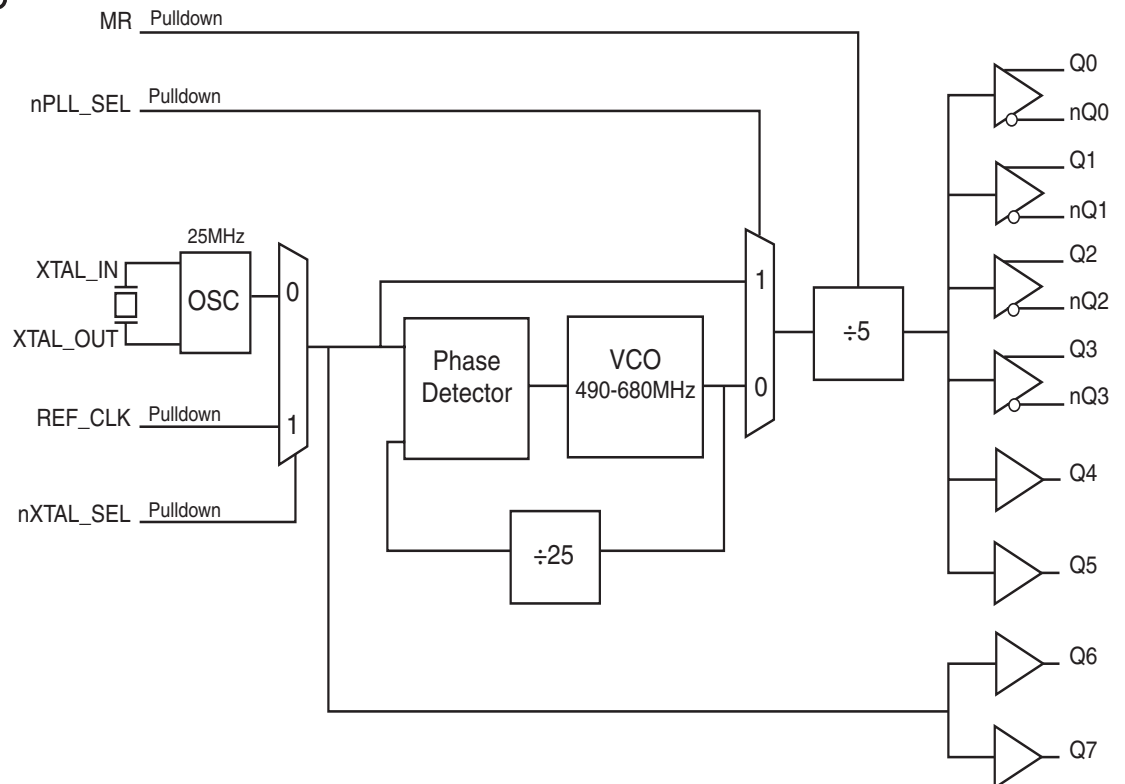 MR Pulldown
nPLL_SEL Pulldown
25MHz
XTAL_IN
OSC
XTAL_OUT
REF_CLK Pulldown
nXTAL_SEL Pulldown
0
1
Phase
Detector
VCO
490-680MHz
÷25
1
0
÷5
Q0
nQ0
Q1
nQ1
Q2
nQ2
Q3
nQ3
Q4
Q5
Q6
Q7